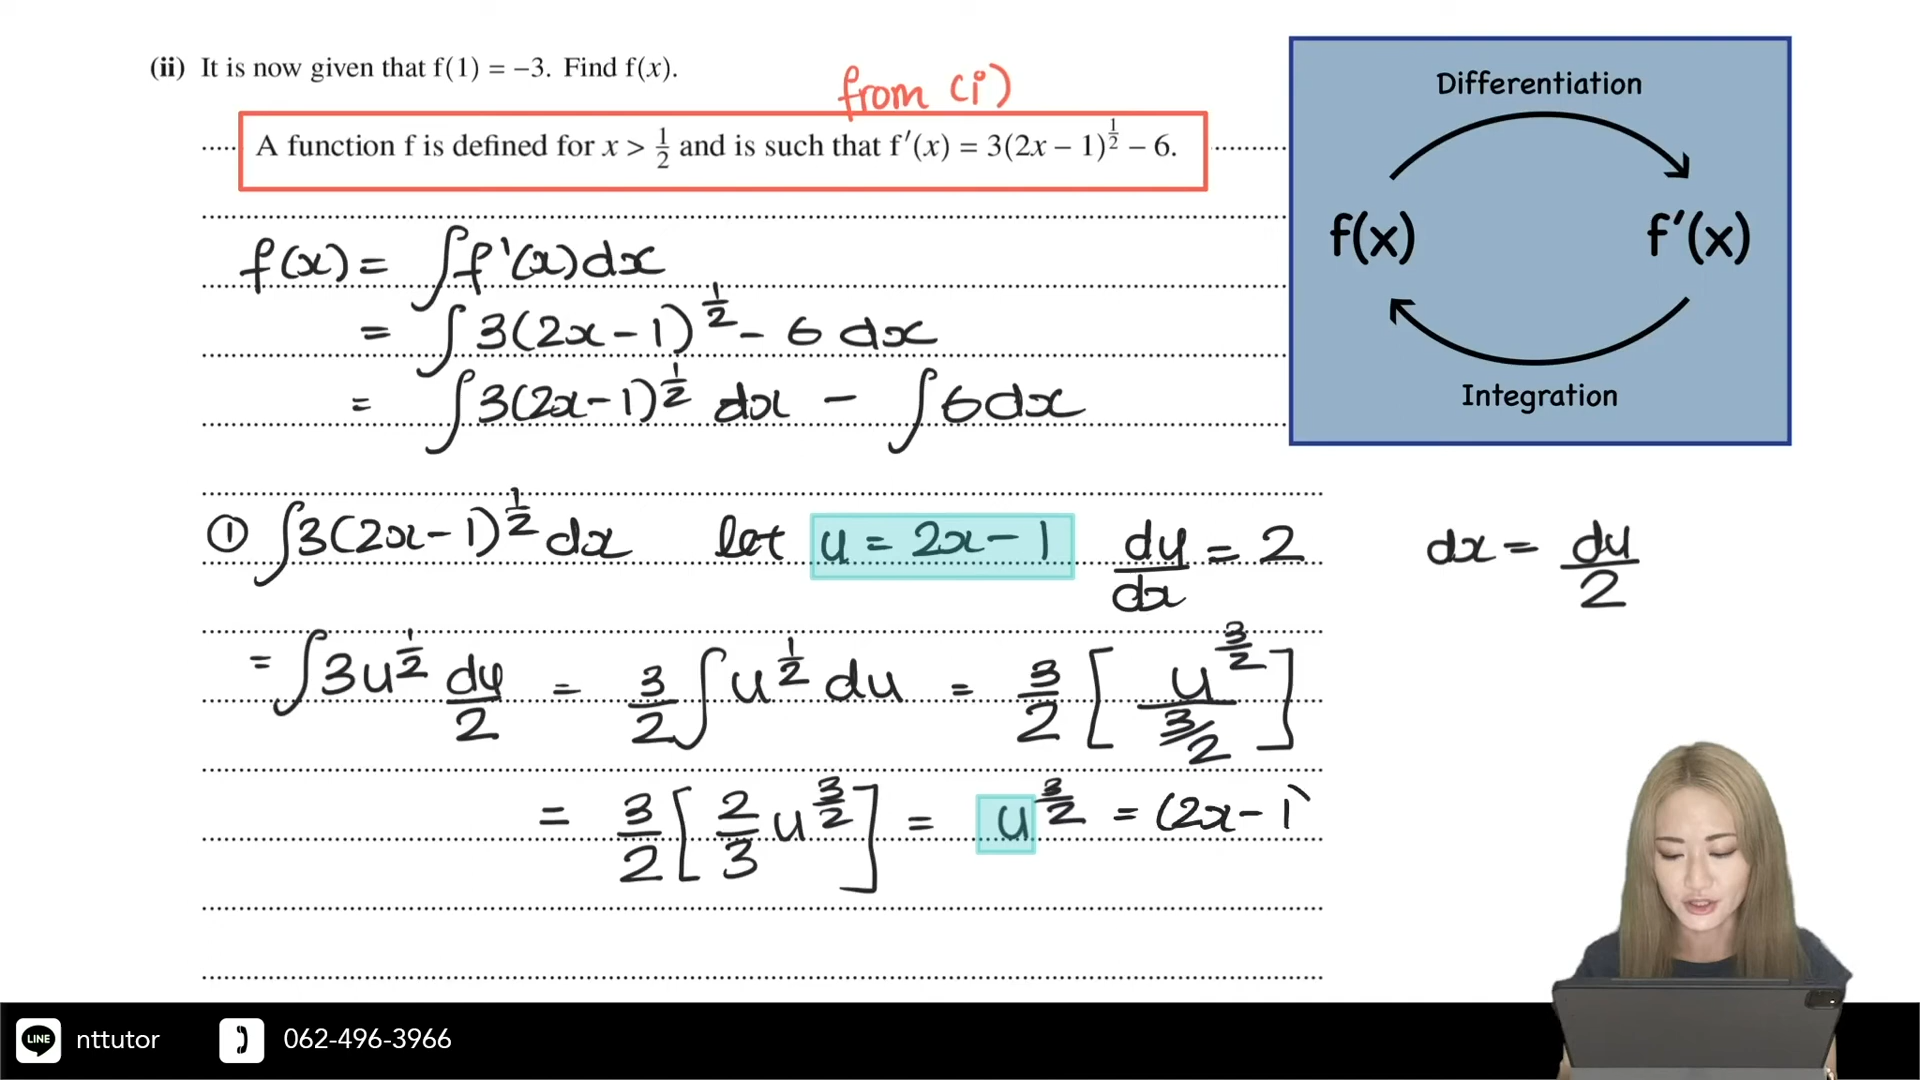 (ii) It is now given that f(1) = −3. Find f(x).
from (i)
A function f is defined for x > 1/2 and is such that f′(x) = 3(2x − 1)^(1/2) − 6.
f(x) = ∫f'(x)dx
= ∫3(2x−1)^(1/2) − 6 dx
= ∫3(2x−1)^(1/2) dx − ∫6dx
① ∫3(2x−1)^(1/2) dx let u = 2x−1 du/dx = 2 dx = du/2
= ∫3u^(1/2) du/2 = 3/2 ∫u^(1/2) du = 3/2 [u^(3/2) / (3/2)]
= 3/2 [2/3 u^(3/2)] = u^(3/2) = (2x−1)
Differentiation
f(x) f′(x)
Integration
LINE nttutor 062-496-3966